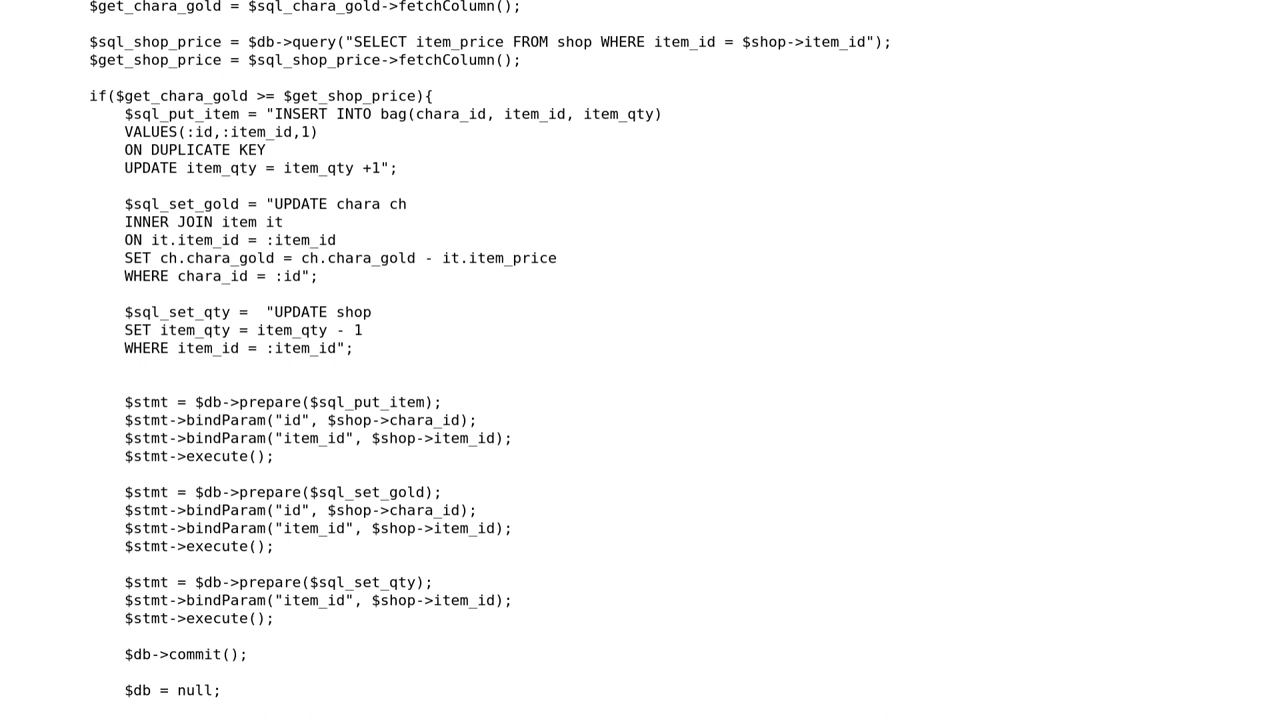 $get_chara_gold = $sql_chara_gold->fetchColumn();
$sql_shop_price = $db->query("SELECT item_price FROM shop WHERE item_id = $shop->item_id");
$get_shop_price = $sql_shop_price->fetchColumn();
if($get_chara_gold >= $get_shop_price){
$sql_put_item = "INSERT INTO bag(chara_id, item_id, item_qty)
VALUES(:id,:item_id,1)
ON DUPLICATE KEY
UPDATE item_qty = item_qty +1";
$sql_set_gold = "UPDATE chara ch
INNER JOIN item it
ON it.item_id = :item_id
SET ch.chara_gold = ch.chara_gold - it.item_price
WHERE chara_id = :id";
$sql_set_qty =  "UPDATE shop
SET item_qty = item_qty - 1
WHERE item_id = :item_id";
$stmt = $db->prepare($sql_put_item);
$stmt->bindParam("id", $shop->chara_id);
$stmt->bindParam("item_id", $shop->item_id);
$stmt->execute();
$stmt = $db->prepare($sql_set_gold);
$stmt->bindParam("id", $shop->chara_id);
$stmt->bindParam("item_id", $shop->item_id);
$stmt->execute();
$stmt = $db->prepare($sql_set_qty);
$stmt->bindParam("item_id", $shop->item_id);
$stmt->execute();
$db->commit();
$db = null;